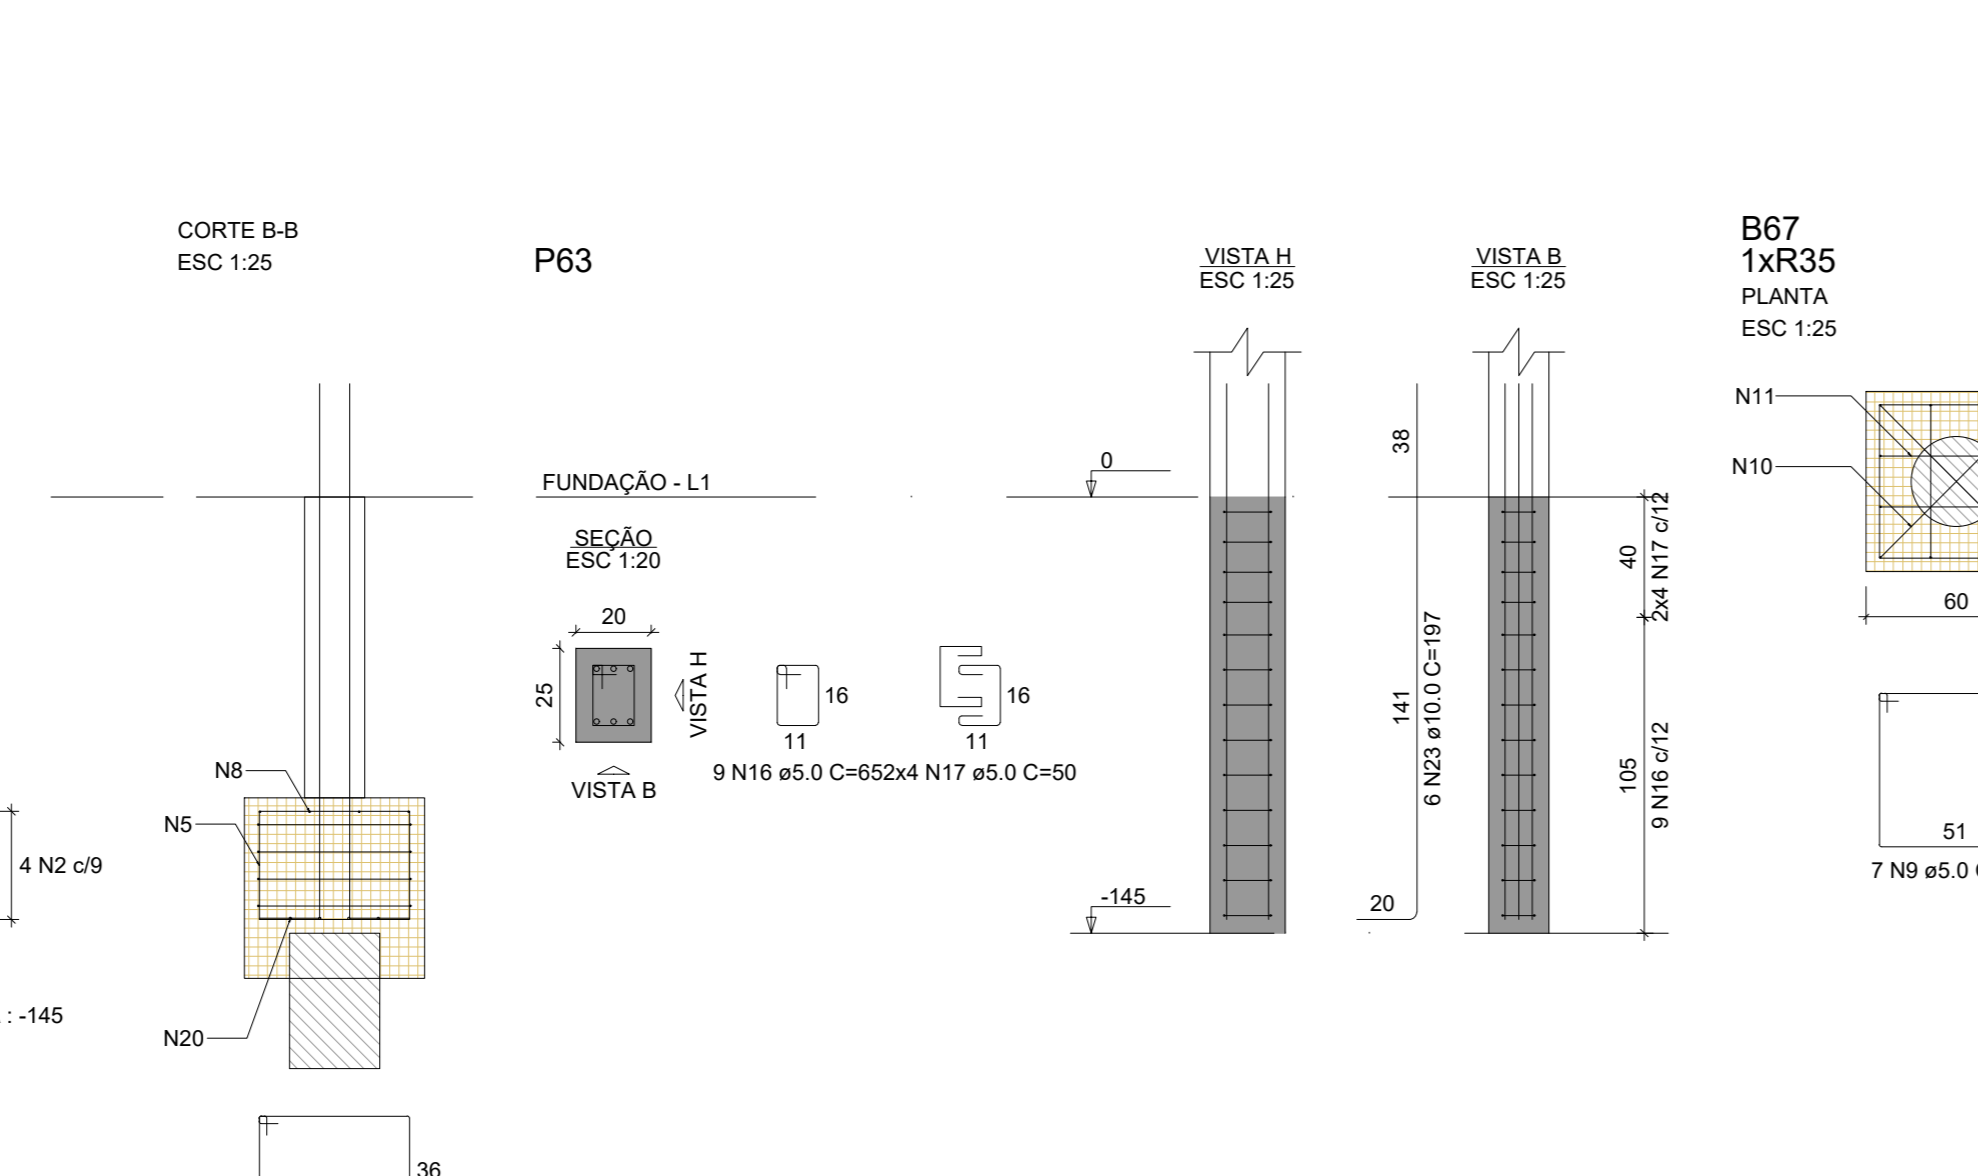 CORTE B-B
ESC 1:25
N8
N5
4 N2 c/9
: -145
N20
36
P63
FUNDAÇÃO - L1
SEÇÃO
ESC 1:20
20
25
VISTA H
VISTA B
16
11
9 N16 ø5.0 C=65
16
11
2x4 N17 ø5.0 C=50
VISTA H
ESC 1:25
0
-145
38
141
6 N23 ø10.0 C=197
20
VISTA B
ESC 1:25
40
2x4 N17 c/12
105
9 N16 c/12
B67
1xR35
PLANTA
ESC 1:25
N11
N10
60
51
7 N9 ø5.0